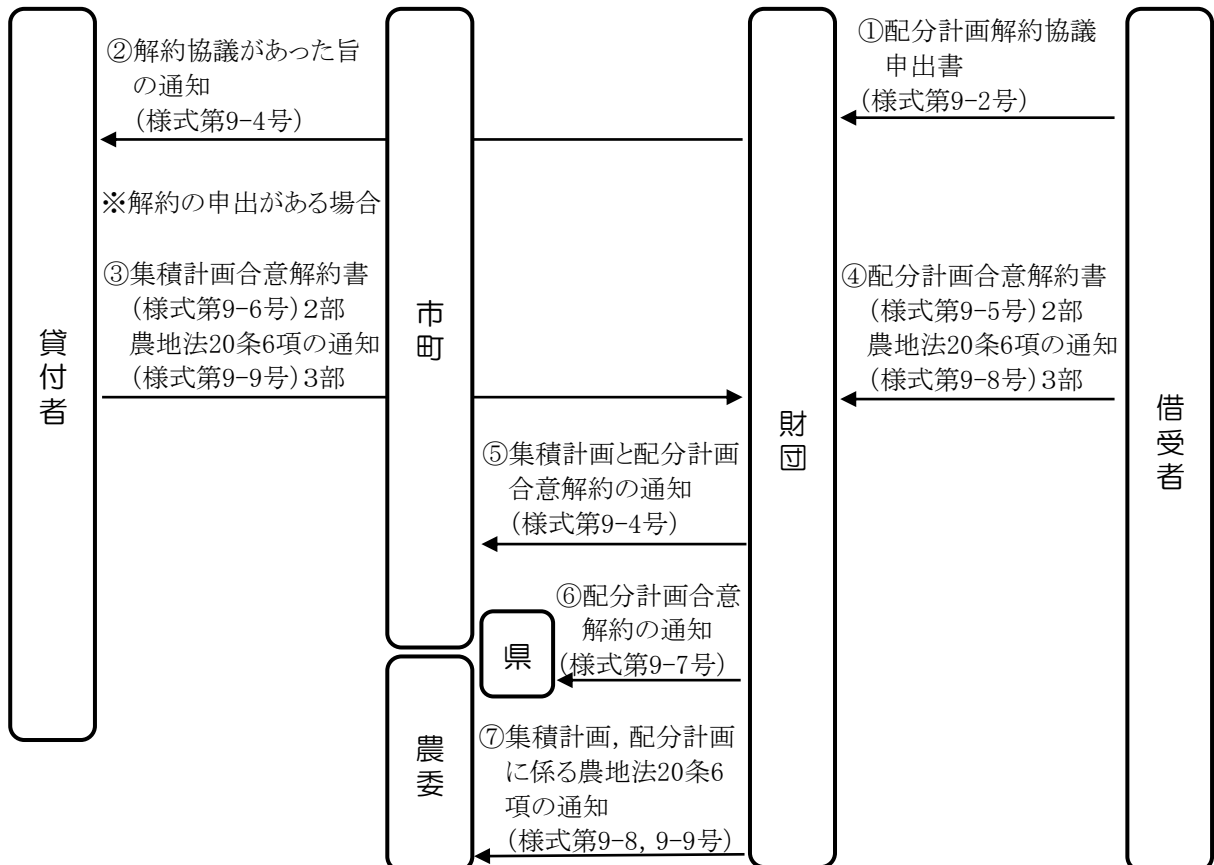 ①配分計画解約協議
申出書
(様式第9-2号)
②解約協議があった旨
の通知
(様式第9-4号)
※解約の申出がある場合
③集積計画合意解約書
(様式第9-6号)2部
農地法20条6項の通知
(様式第9-9号)3部
④配分計画合意解約書
(様式第9-5号)2部
農地法20条6項の通知
(様式第9-8号)3部
貸付者
市町
財団
借受者
⑤集積計画と配分計画
合意解約の通知
(様式第9-4号)
⑥配分計画合意
解約の通知
(様式第9-7号)
県
農委
⑦集積計画,配分計画
に係る農地法20条6
項の通知
(様式第9-8, 9-9号)